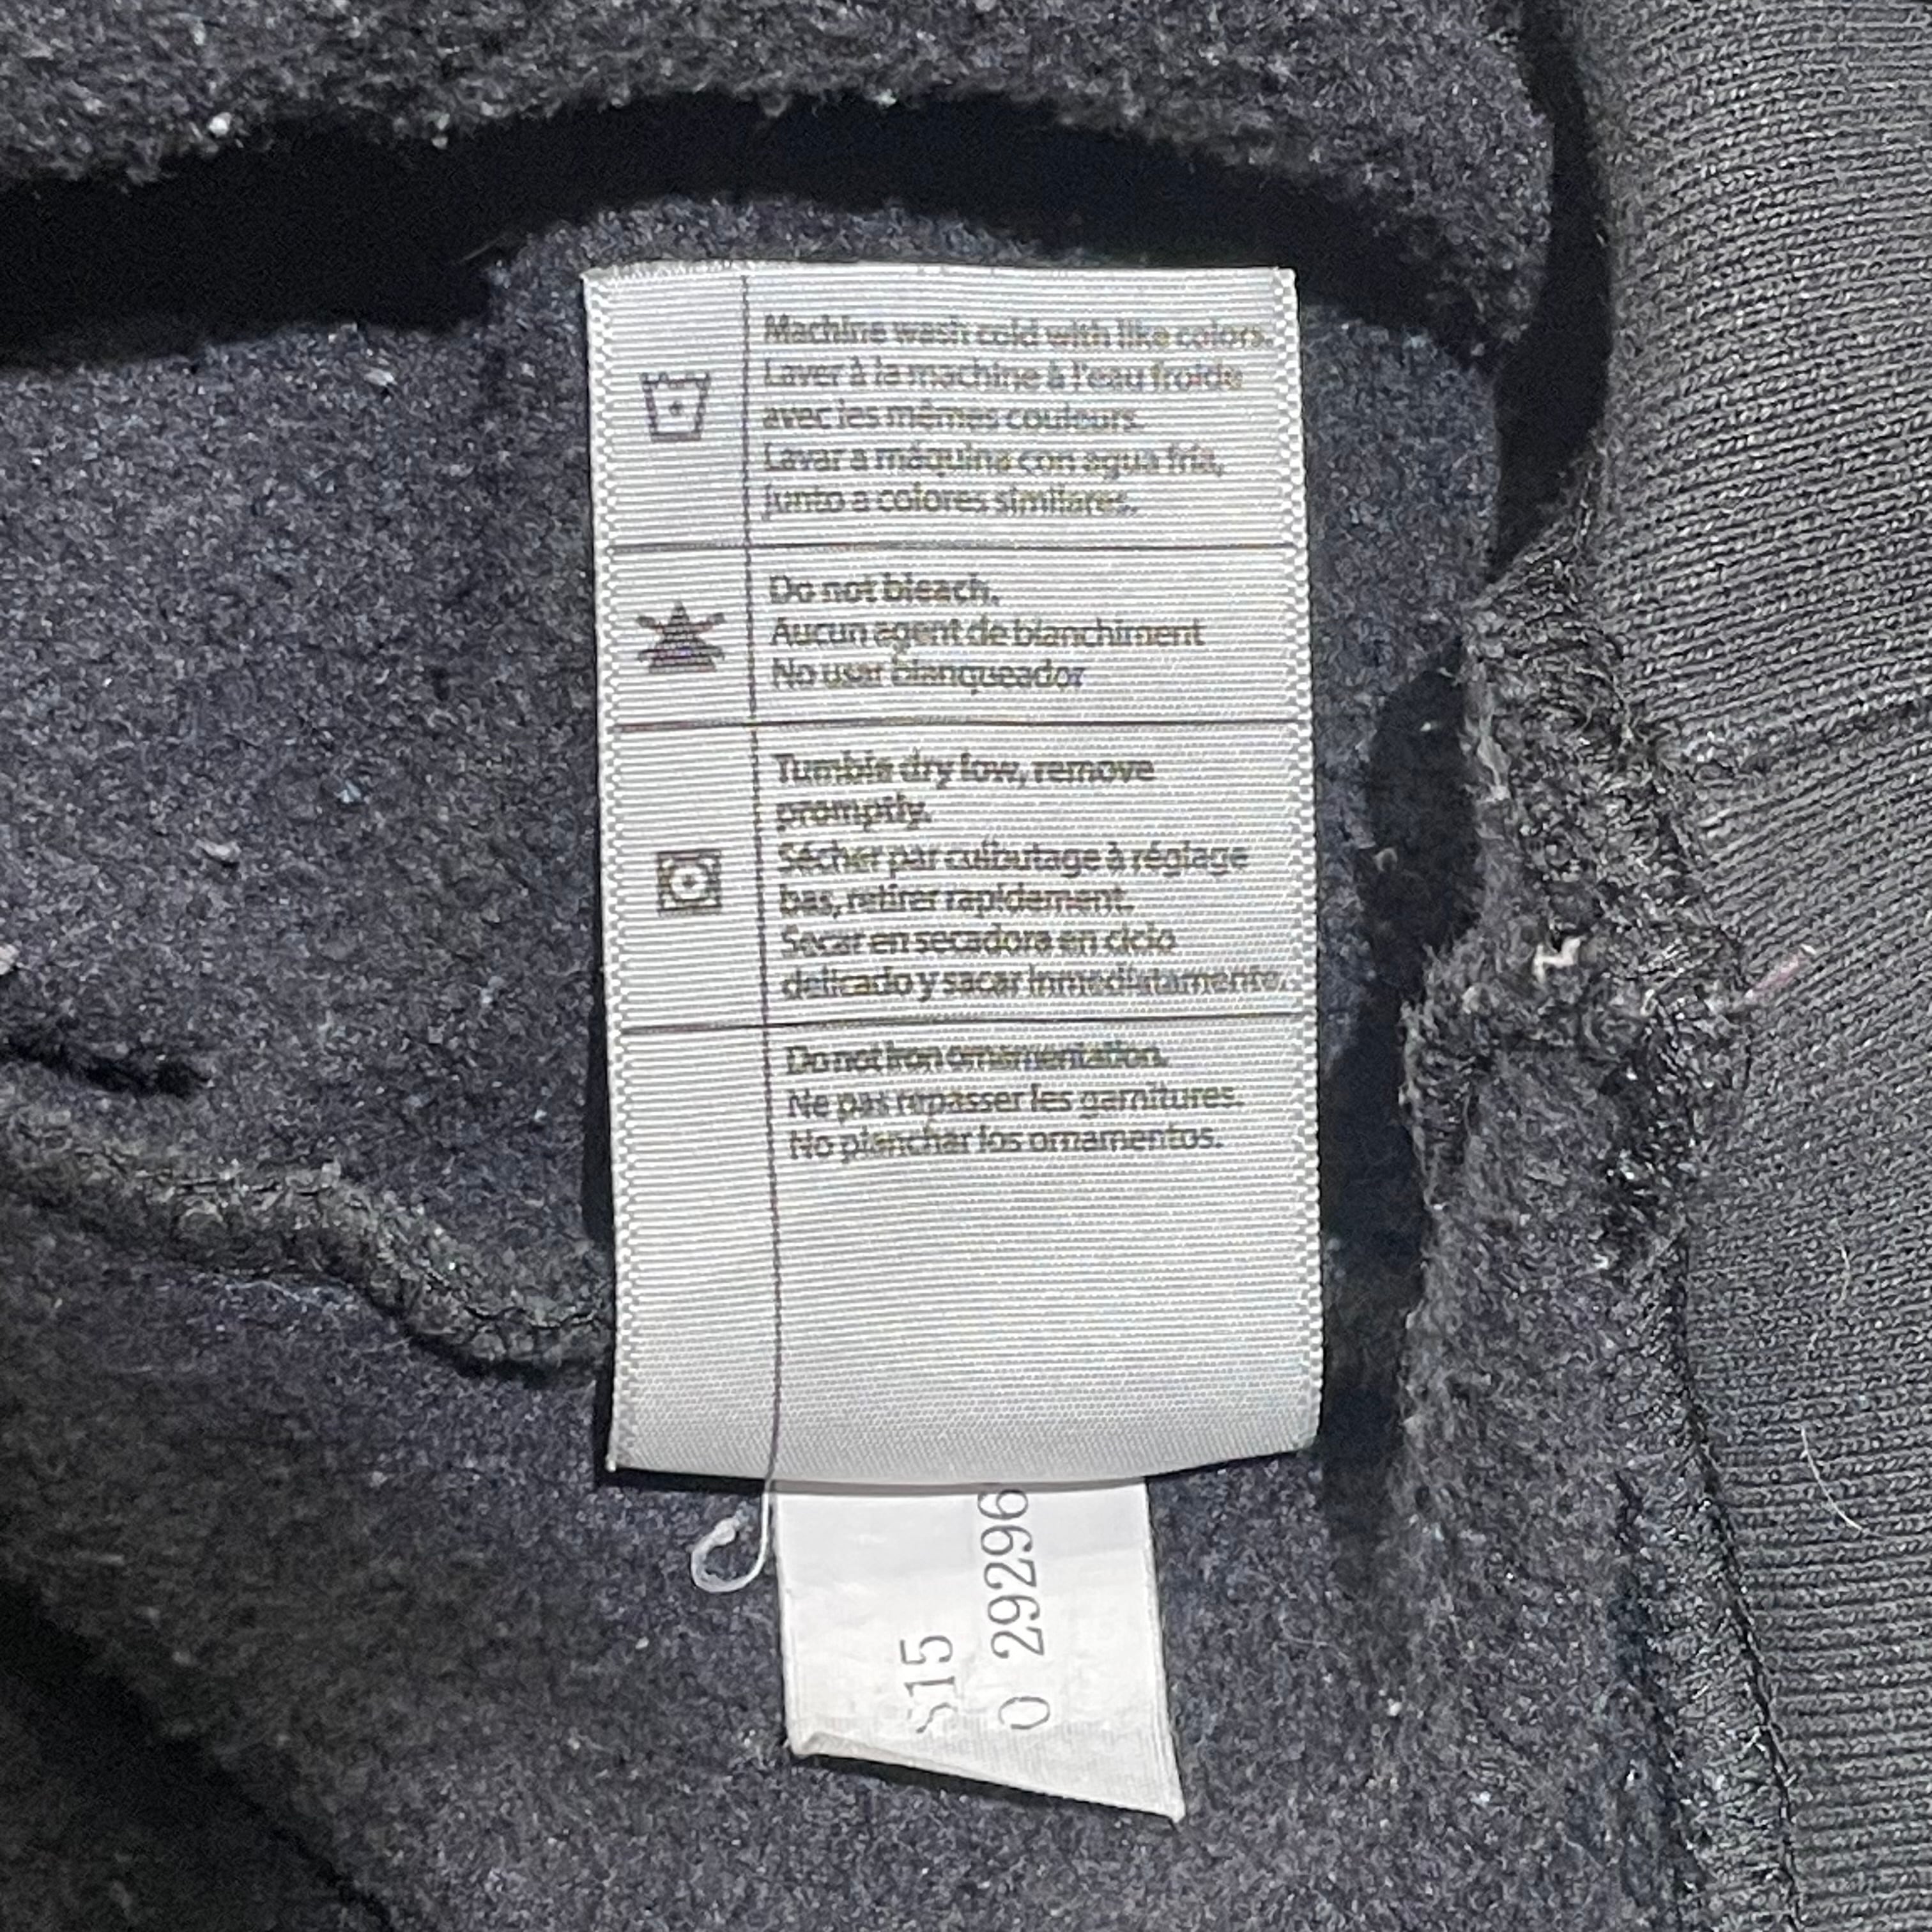 Machine wash cold with like colors.
Laver à la machine à l'eau froide
avec les mêmes couleurs.
Lavar a máquina con agua fría,
junto a colores similares.
Do not bleach.
Aucun agent de blanchiment
No usar blanqueador
Tumble dry low, remove
promptly.
Sécher par culbutage à réglage
bas, retirer rapidement.
Secar en secadora en ciclo
delicado y sacar inmediatamente.
Do not iron ornamentation.
Ne pas repasser les garnitures.
No planchar los ornamentos.
S15
O 29296